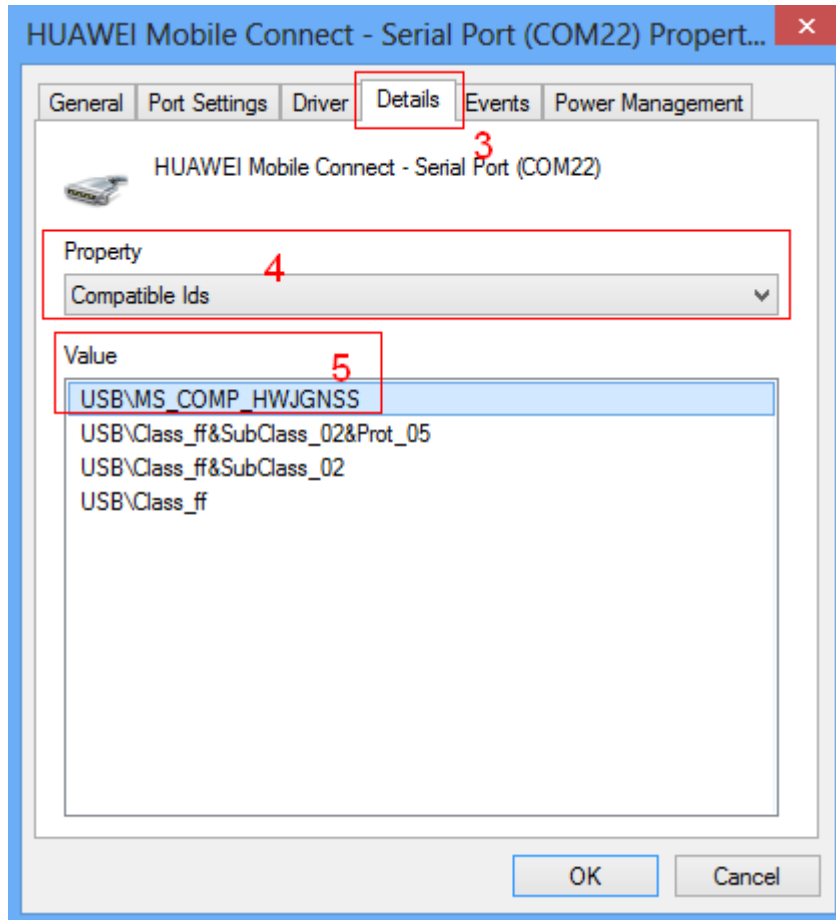 HUAWEI Mobile Connect - Serial Port (COM22) Propert...
General Port Settings Driver Details Events Power Management
3
HUAWEI Mobile Connect - Serial Port (COM22)
Property
4
Compatible Ids
Value
5
USB\MS_COMP_HWJGNSS
USB\Class_ff&SubClass_02&Prot_05
USB\Class_ff&SubClass_02
USB\Class_ff
OK Cancel